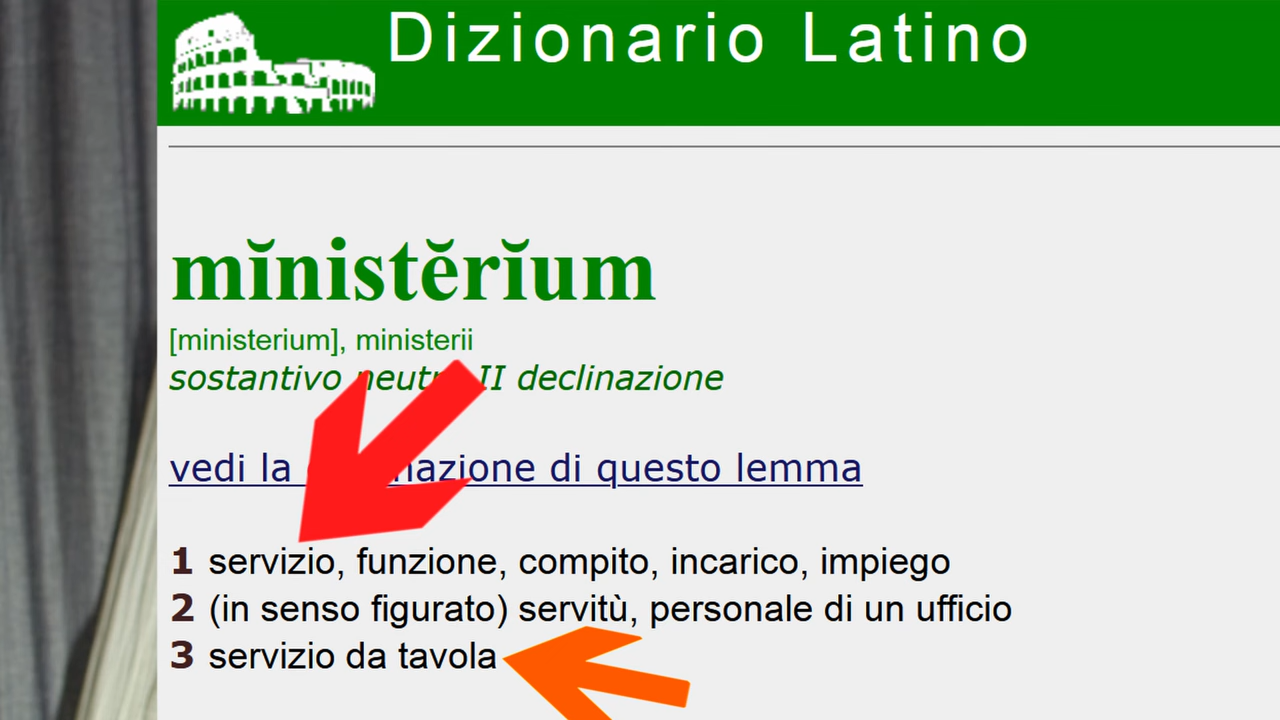 Dizionario Latino
mĭnistĕrĭum
[ministerium], ministerii
sostantivo II declinazione
vedi la di questo lemma
1 servizio, funzione, compito, incarico, impiego
2 (in senso figurato) servitù, personale di un ufficio
3 servizio da tavola